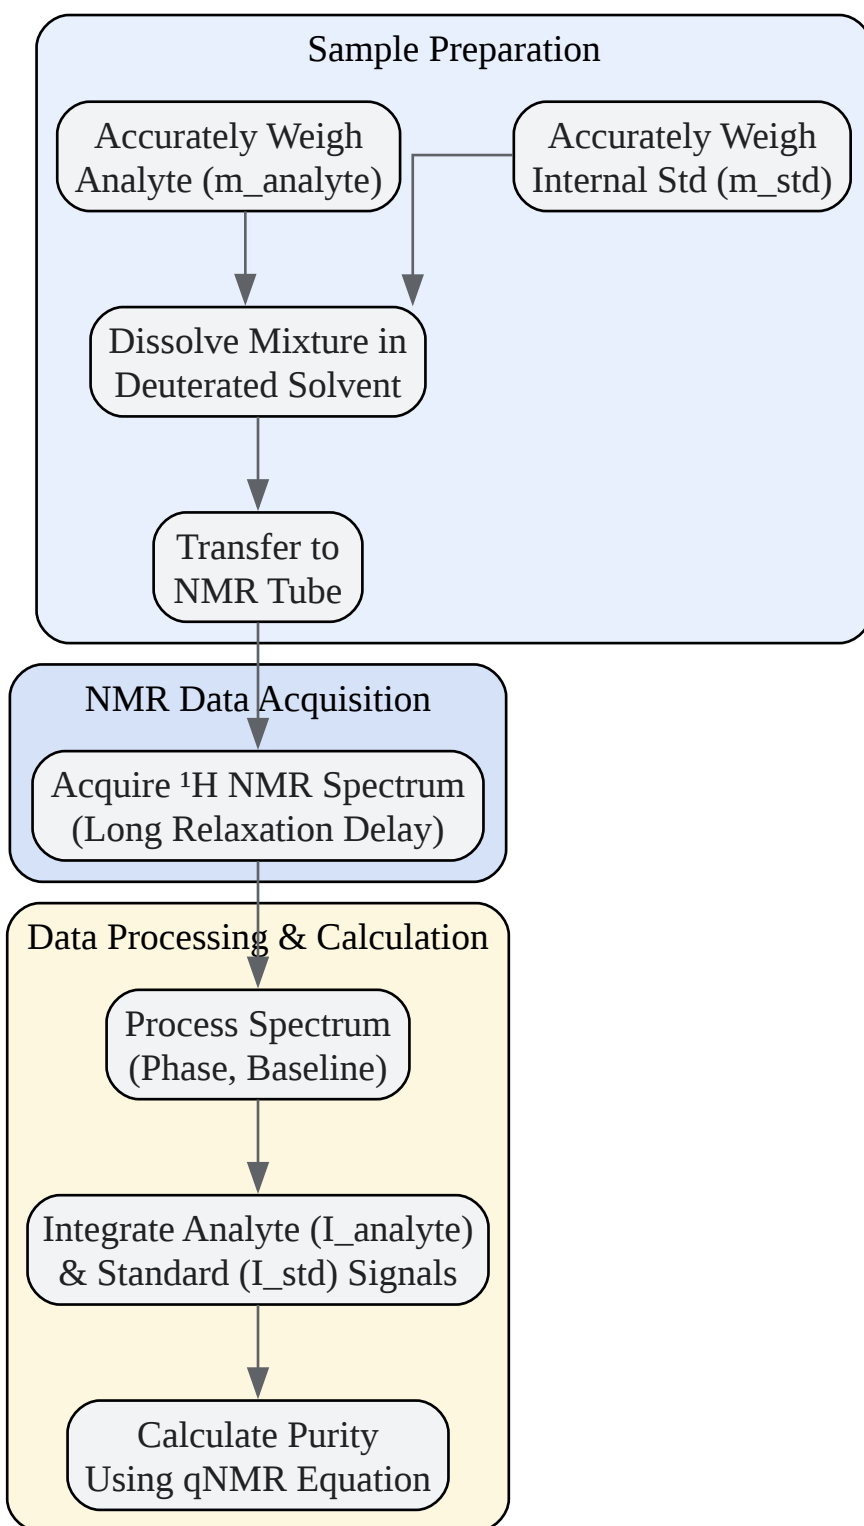 Sample Preparation
Accurately Weigh
Analyte (m_analyte)
Accurately Weigh
Internal Std (m_std)
Dissolve Mixture in
Deuterated Solvent
Transfer to
NMR Tube
NMR Data Acquisition
Acquire ¹H NMR Spectrum
(Long Relaxation Delay)
Data Processing & Calculation
Process Spectrum
(Phase, Baseline)
Integrate Analyte (I_analyte)
& Standard (I_std) Signals
Calculate Purity
Using qNMR Equation